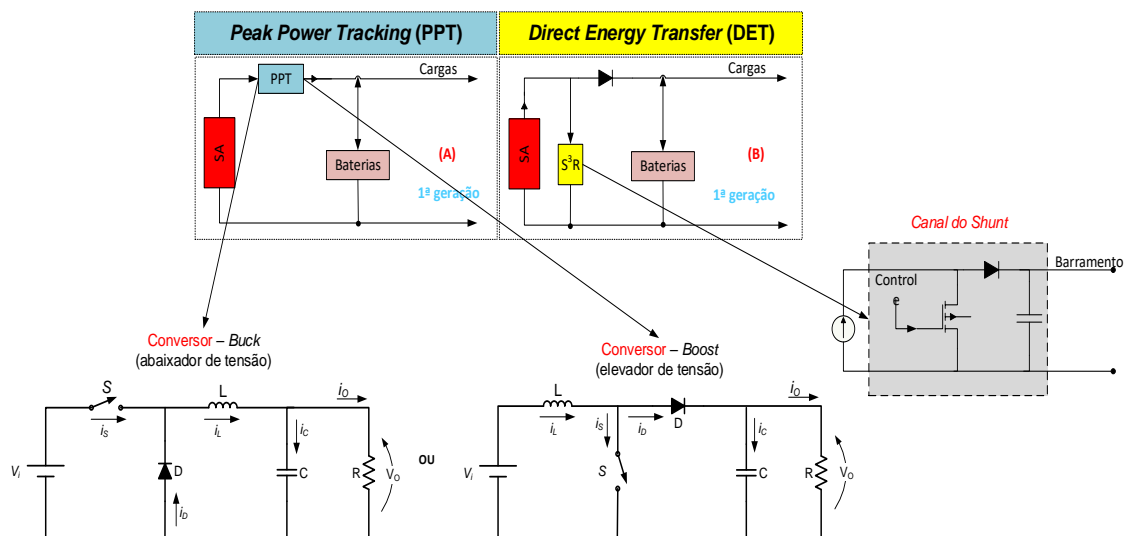 Peak Power Tracking (PPT)
Direct Energy Transfer (DET)
PPT
Cargas
SA
Baterias
(A)
1ª geração
Cargas
SA
S³R
Baterias
(B)
1ª geração
Canal do Shunt
Control
e
Barramento
Conversor – Buck
(abaixador de tensão)
S
L
iO
iS
iL
iC
Vi
D
C
R
VO
iD
OU
Conversor – Boost
(elevador de tensão)
L
iO
iL
iS
iD
D
iC
Vi
S
C
R
VO